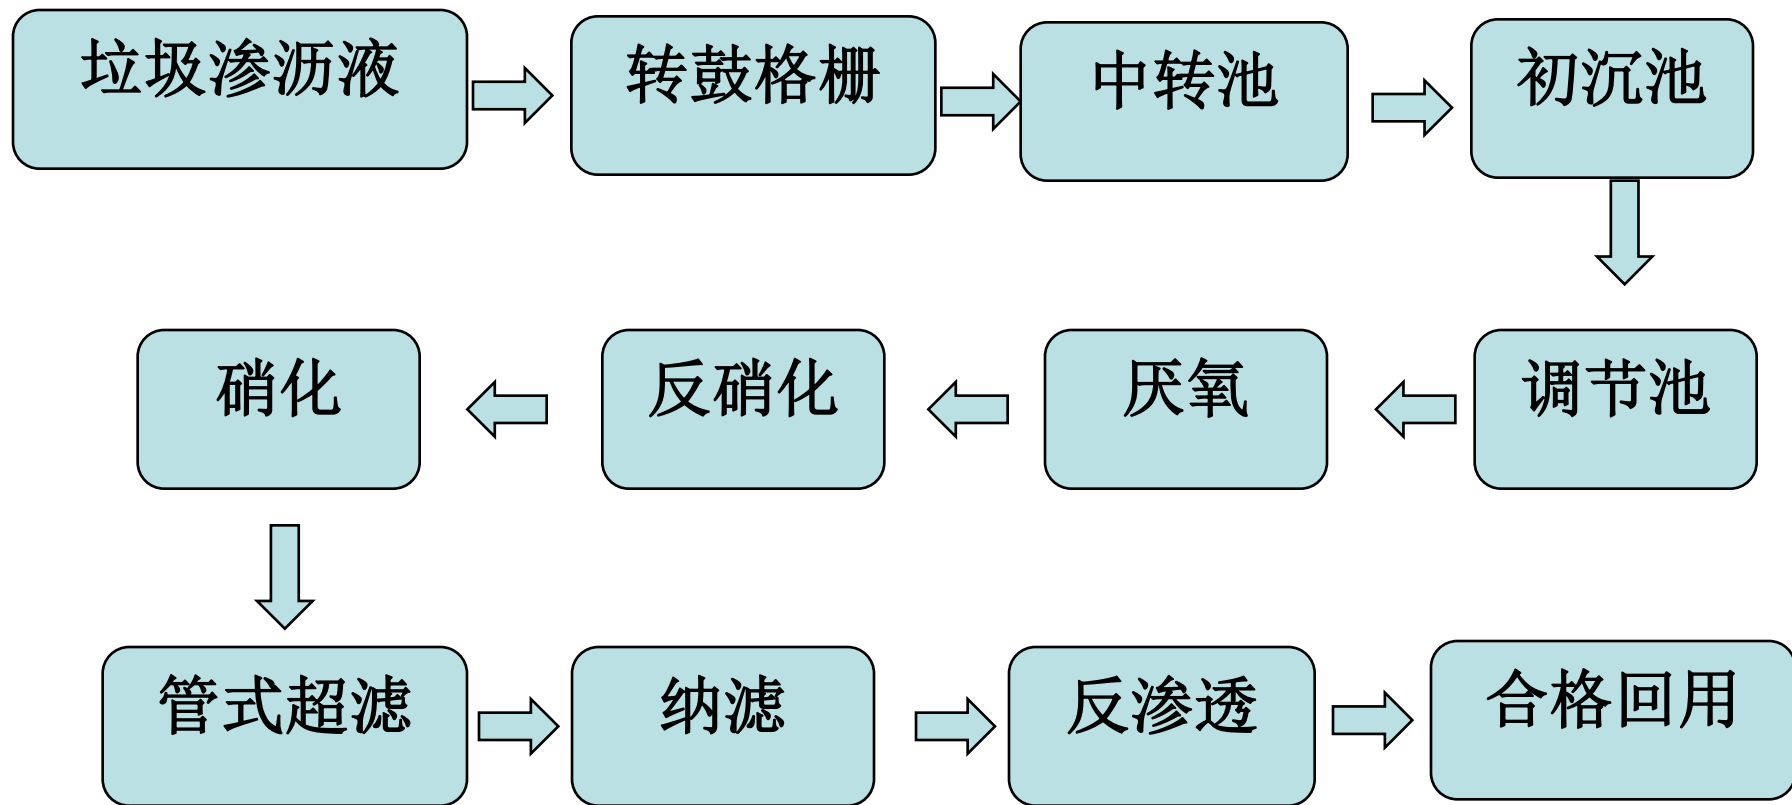 垃圾渗沥液
转鼓格栅
中转池
初沉池
硝化
反硝化
厌氧
调节池
管式超滤
纳滤
反渗透
合格回用